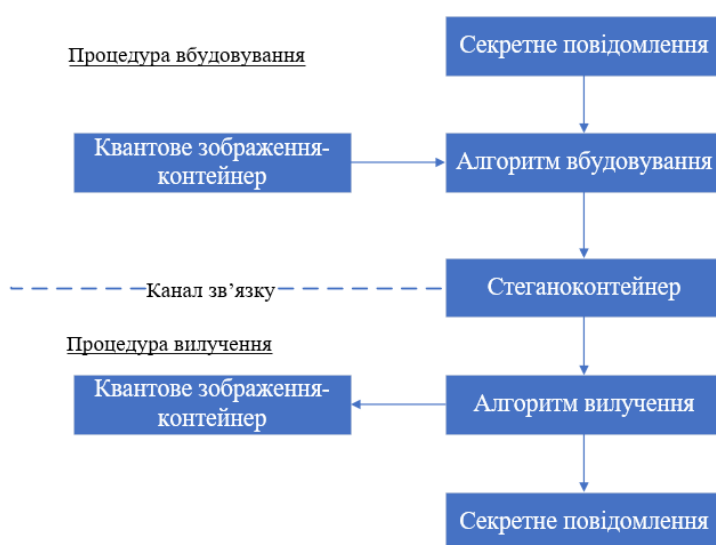 Секретне повідомлення
Процедура вбудовування
Квантове зображення-
контейнер
Алгоритм вбудовування
Канал зв’язку
Стеганоконтейнер
Процедура вилучення
Квантове зображення-
контейнер
Алгоритм вилучення
Секретне повідомлення